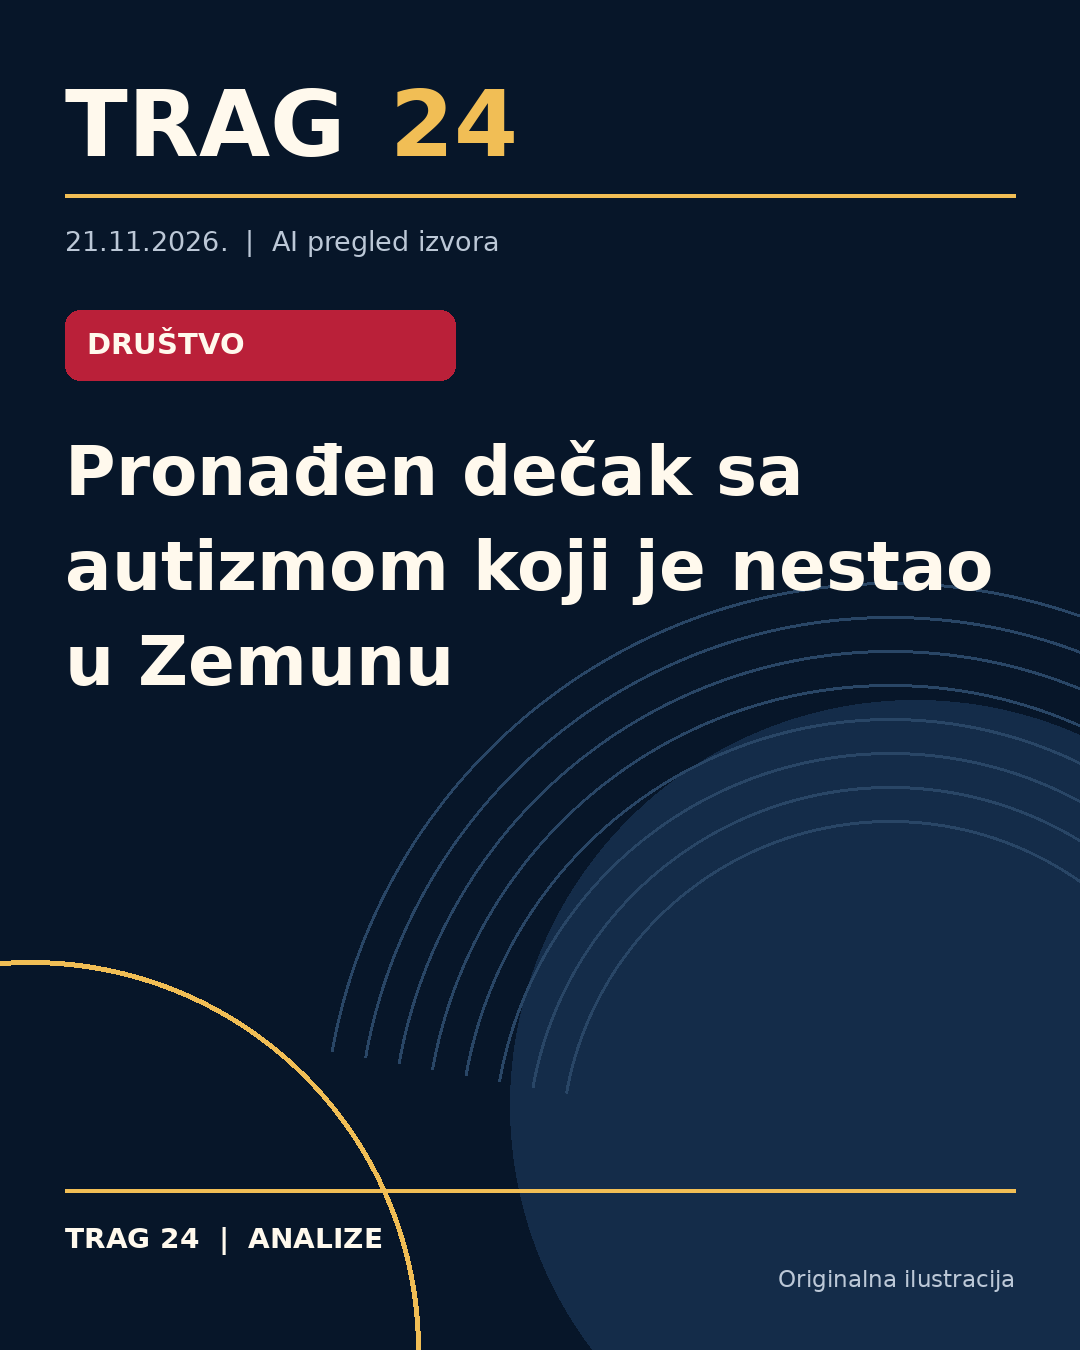 TRAG 24
21.11.2026. | AI pregled izvora
DRUŠTVO
Pronađen dečak sa
autizmom koji je nestao
u Zemunu
TRAG 24 | ANALIZE
Originalna ilustracija